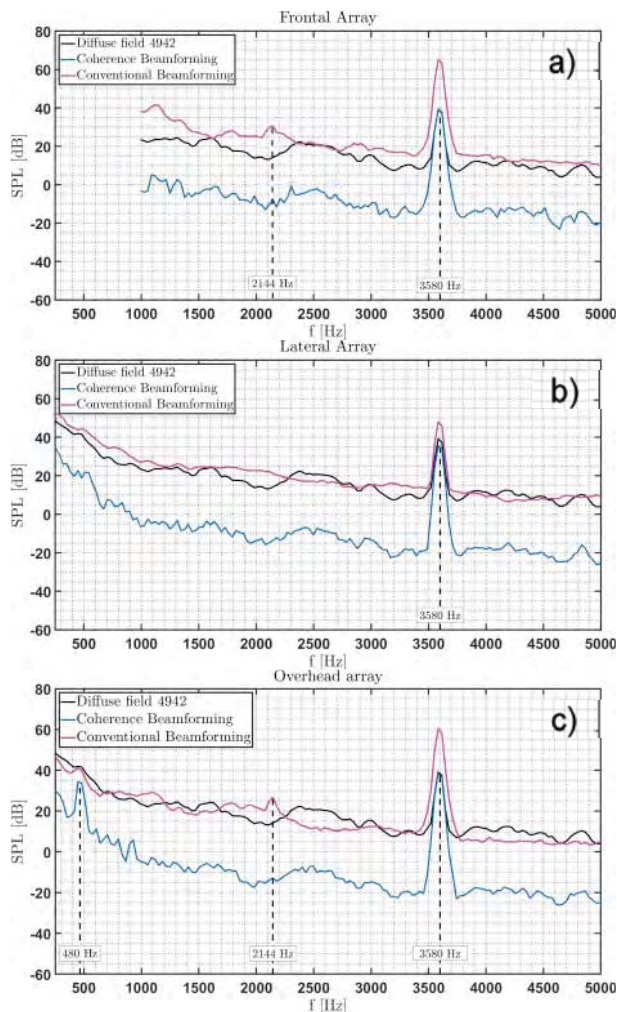 Frontal Array
80
60
40
20
0
-20
-40
-60
SPL [dB]
Diffuse field 4942
Coherence Beamforming
Conventional Beamforming
a)
2144 Hz
3580 Hz
500 1000 1500 2000 2500 3000 3500 4000 4500 5000
f [Hz]
Lateral Array
80
60
40
20
0
-20
-40
-60
SPL [dB]
Diffuse field 4942
Coherence Beamforming
Conventional Beamforming
b)
3580 Hz
500 1000 1500 2000 2500 3000 3500 4000 4500 5000
f [Hz]
Overhead array
80
60
40
20
0
-20
-40
-60
SPL [dB]
Diffuse field 4942
Coherence Beamforming
Conventional Beamforming
c)
480 Hz
2144 Hz
3580 Hz
500 1000 1500 2000 2500 3000 3500 4000 4500 5000
f [Hz]